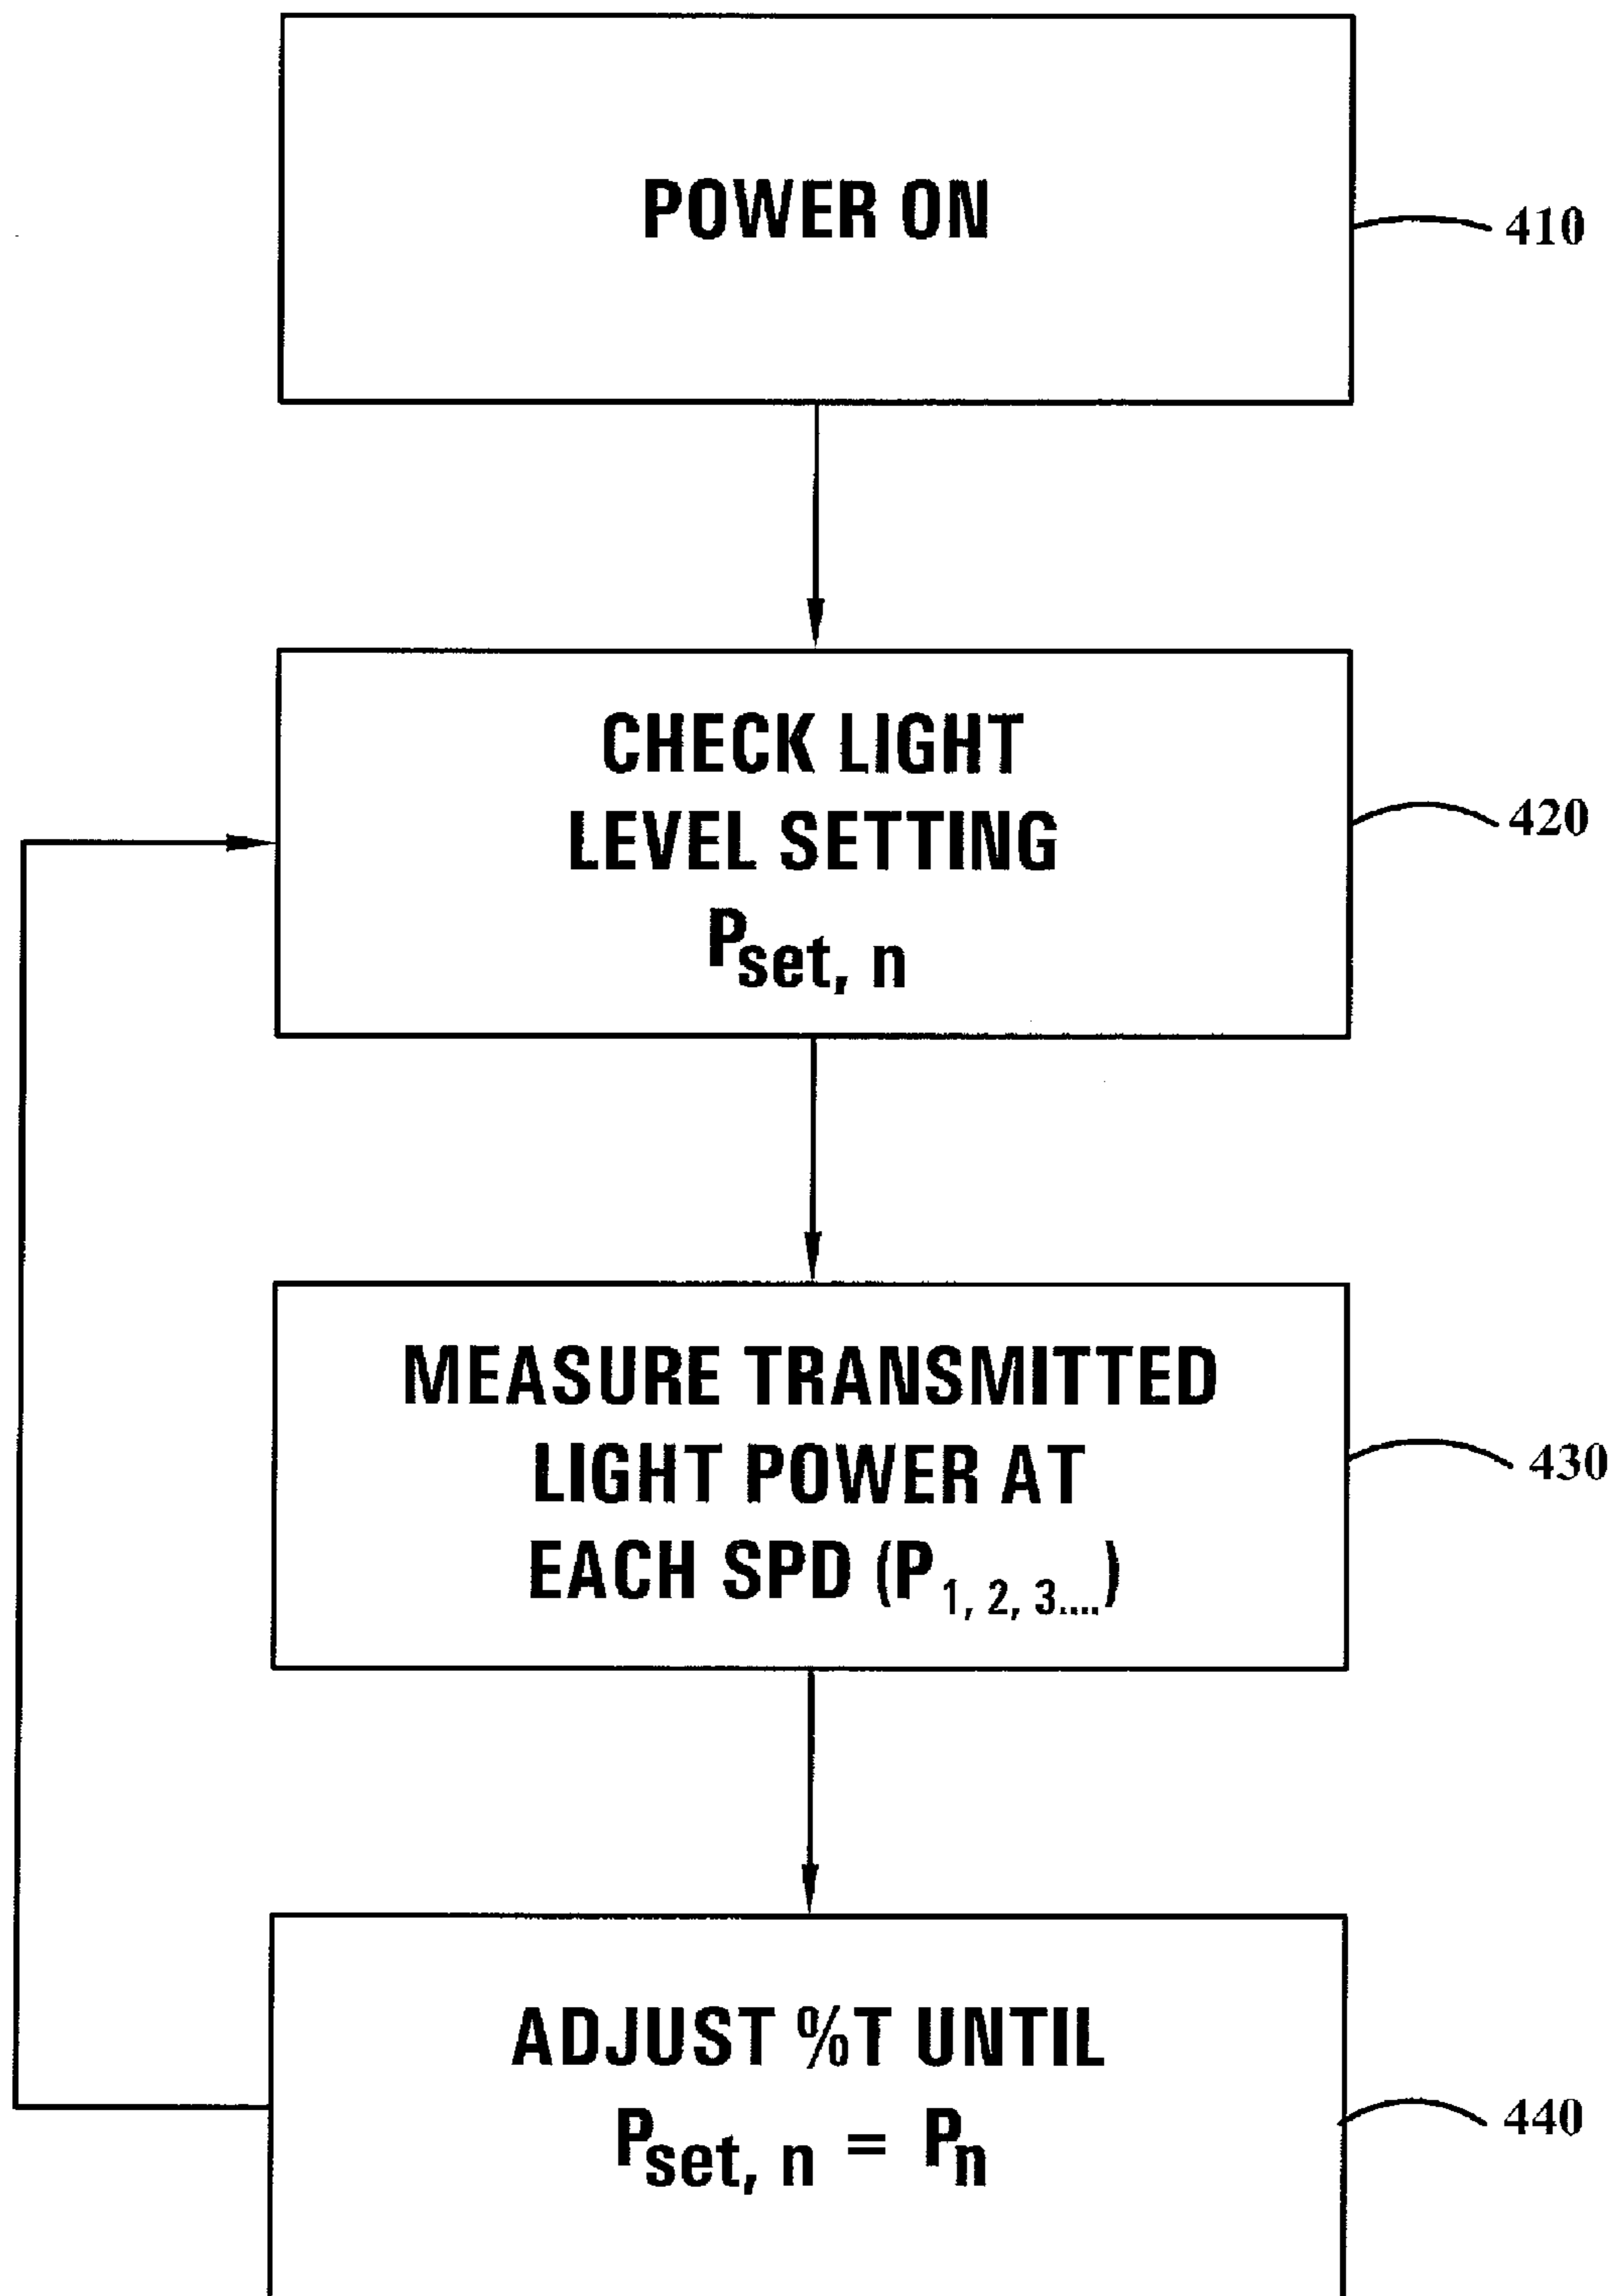 POWER ON
410
CHECK LIGHT
LEVEL SETTING
Pset, n
420
MEASURE TRANSMITTED
LIGHT POWER AT
EACH SPD (P1, 2, 3....)
430
ADJUST %T UNTIL
Pset, n = Pn
440